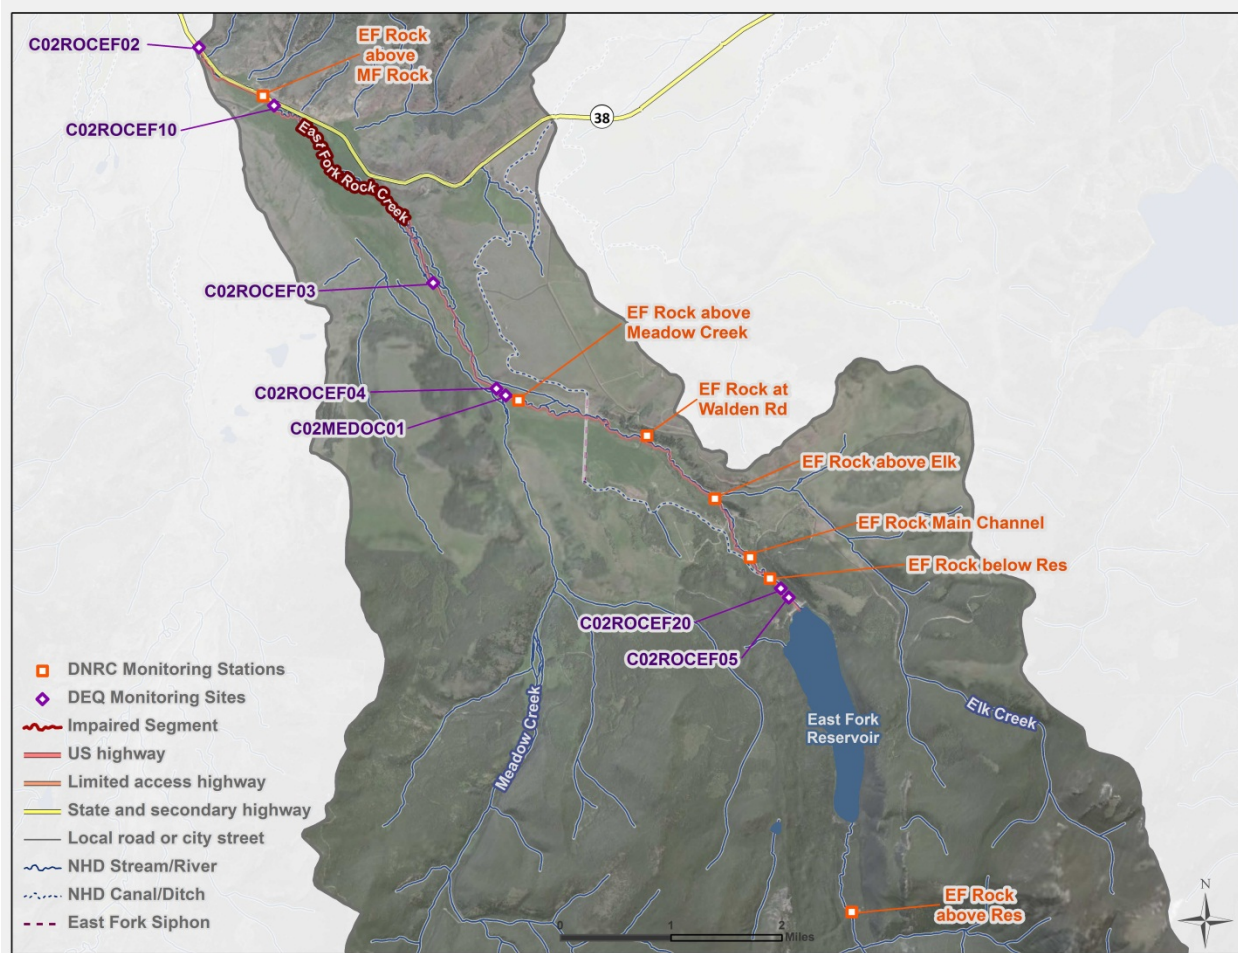 C02ROCEF02
EF Rock
above
MF Rock
38
C02ROCEF10
East Fork Rock Creek
C02ROCEF03
EF Rock above
Meadow Creek
C02ROCEF04
EF Rock at
Walden Rd
C02MEDOC01
EF Rock above Elk
EF Rock Main Channel
EF Rock below Res
C02ROCEF20
C02ROCEF05
DNRC Monitoring Stations
DEQ Monitoring Sites
Impaired Segment
US highway
Limited access highway
State and secondary highway
Local road or city street
NHD Stream/River
NHD Canal/Ditch
East Fork Siphon
Meadow Creek
East Fork
Reservoir
Elk Creek
EF Rock
above Res
0 1 2
Miles
N